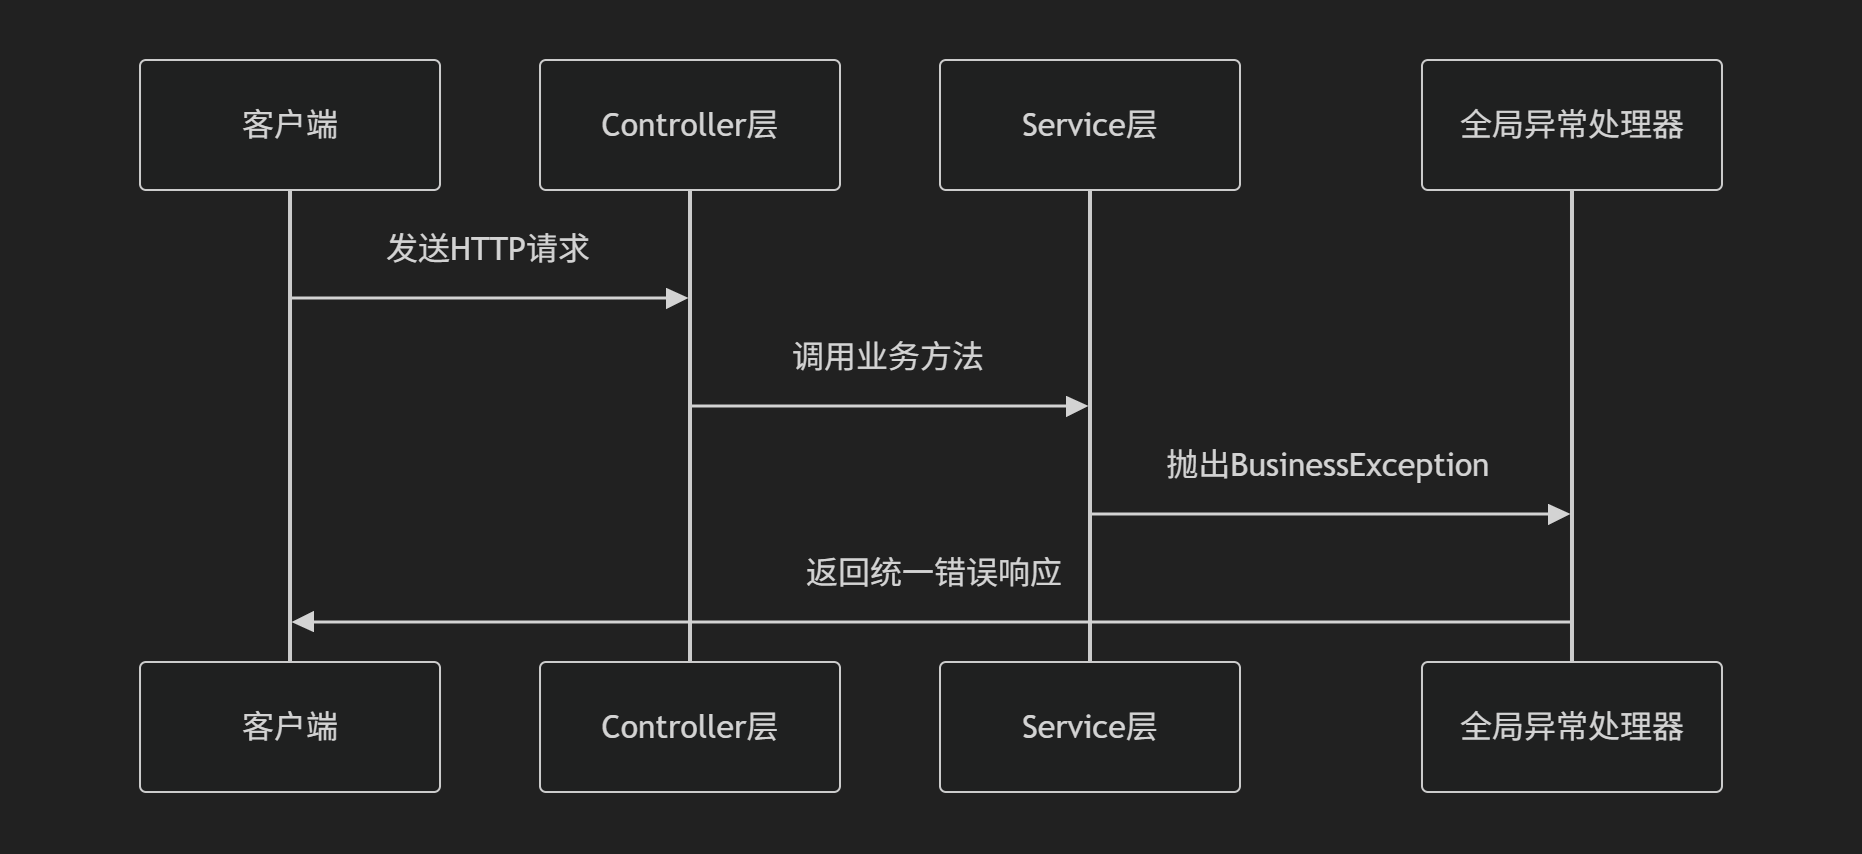 客户端
Controller层
Service层
全局异常处理器
发送HTTP请求
调用业务方法
抛出BusinessException
返回统一错误响应
客户端
Controller层
Service层
全局异常处理器